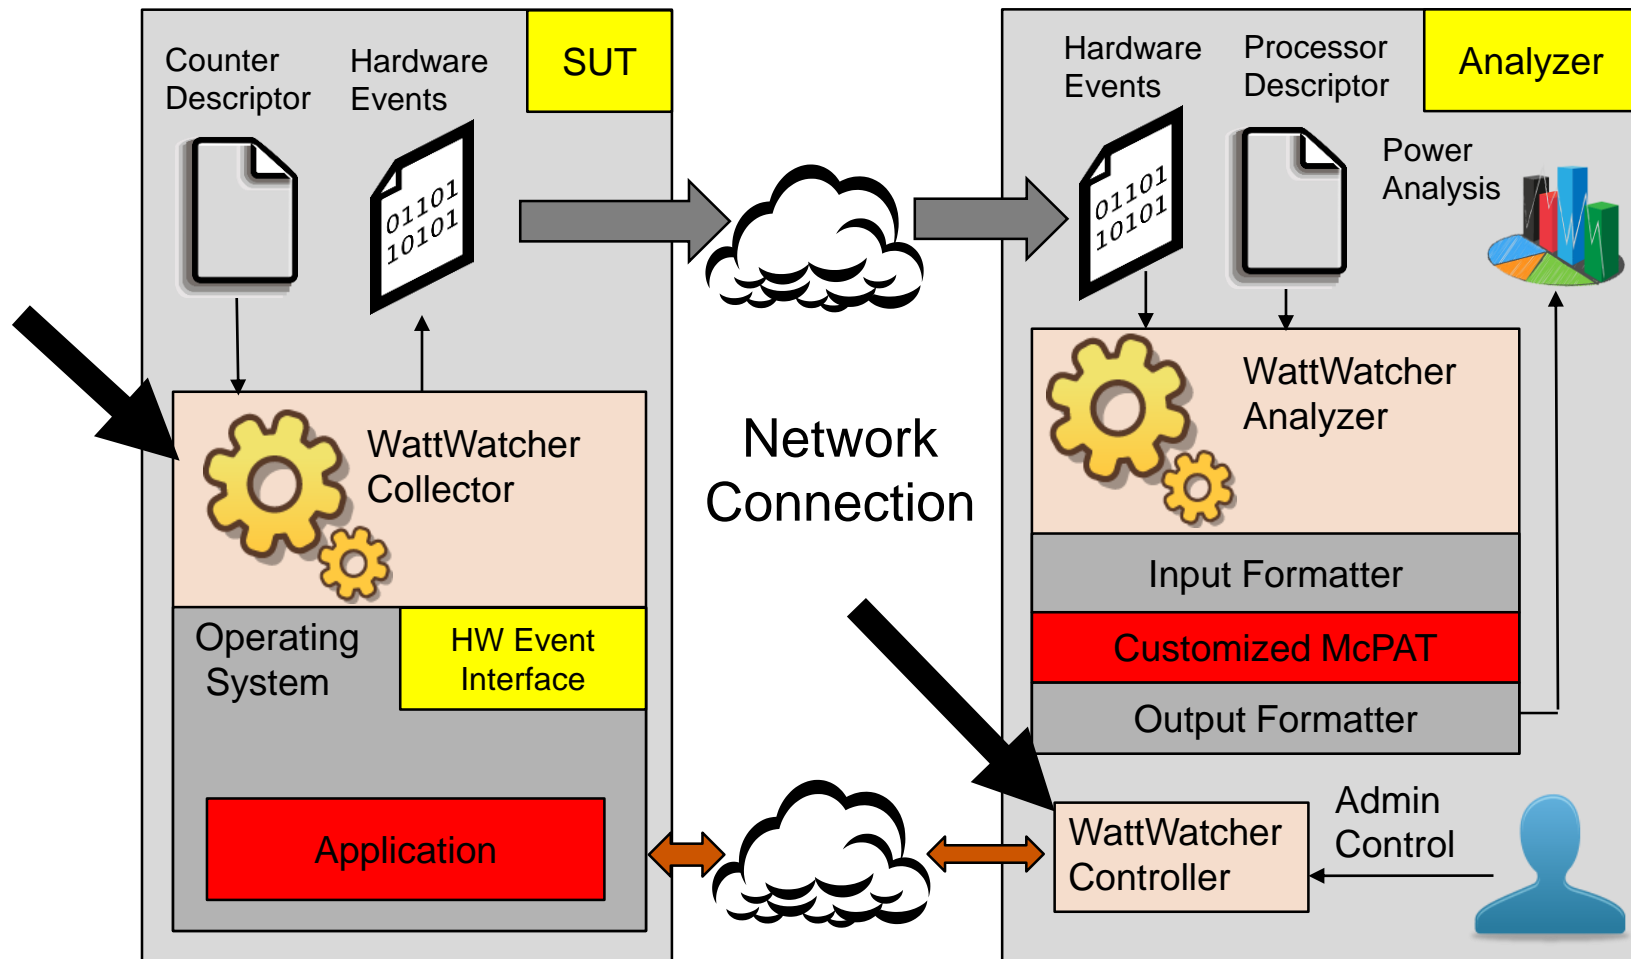 Counter
Descriptor
Hardware
Events
SUT
01101
10101
WattWatcher
Collector
Operating
System
HW Event
Interface
Application
Network
Connection
Hardware
Events
Processor
Descriptor
Analyzer
Power
Analysis
01101
10101
WattWatcher
Analyzer
Input Formatter
Customized McPAT
Output Formatter
WattWatcher
Controller
Admin
Control